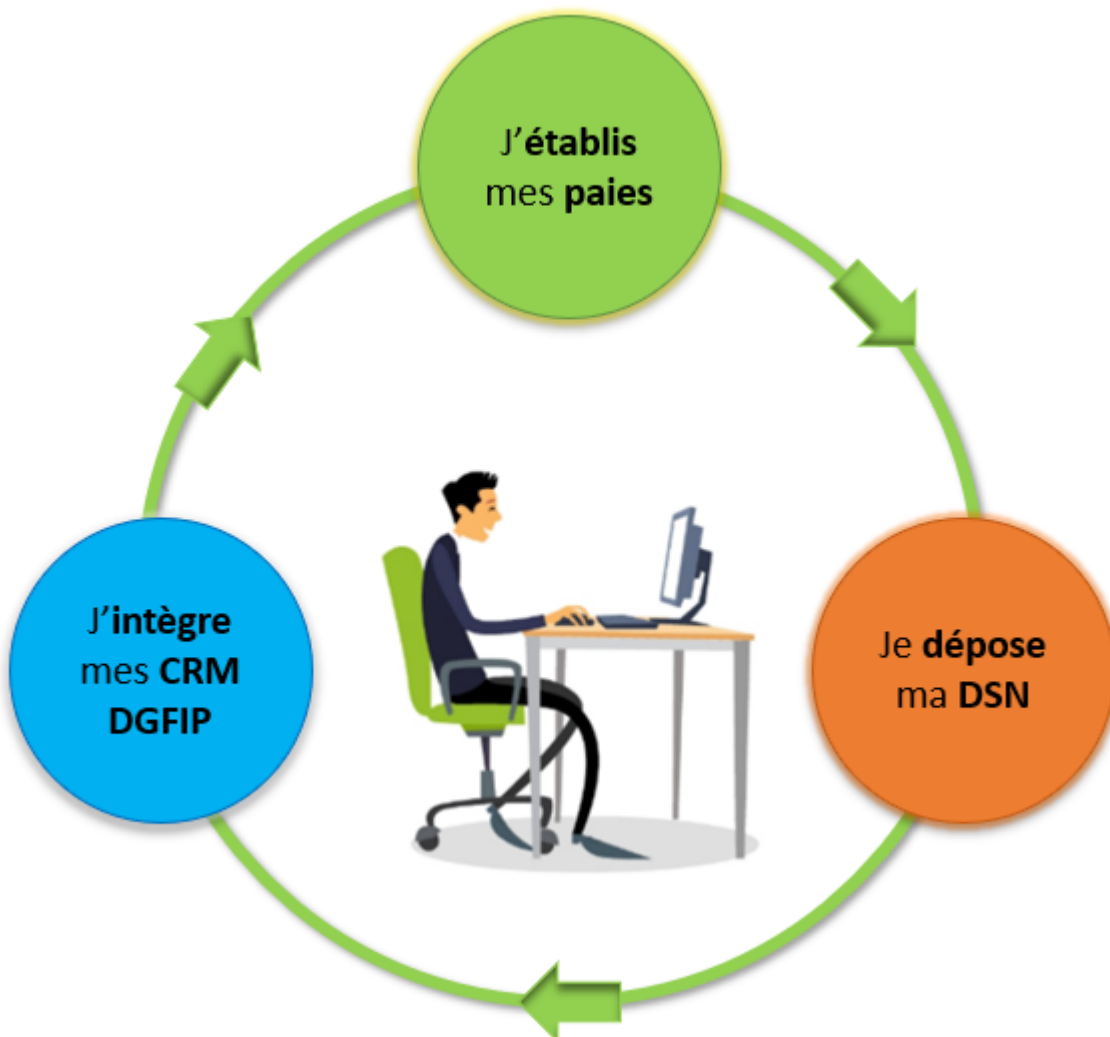 J’établis
mes paies
Je dépose
ma DSN
J’intègre
mes CRM
DGFIP